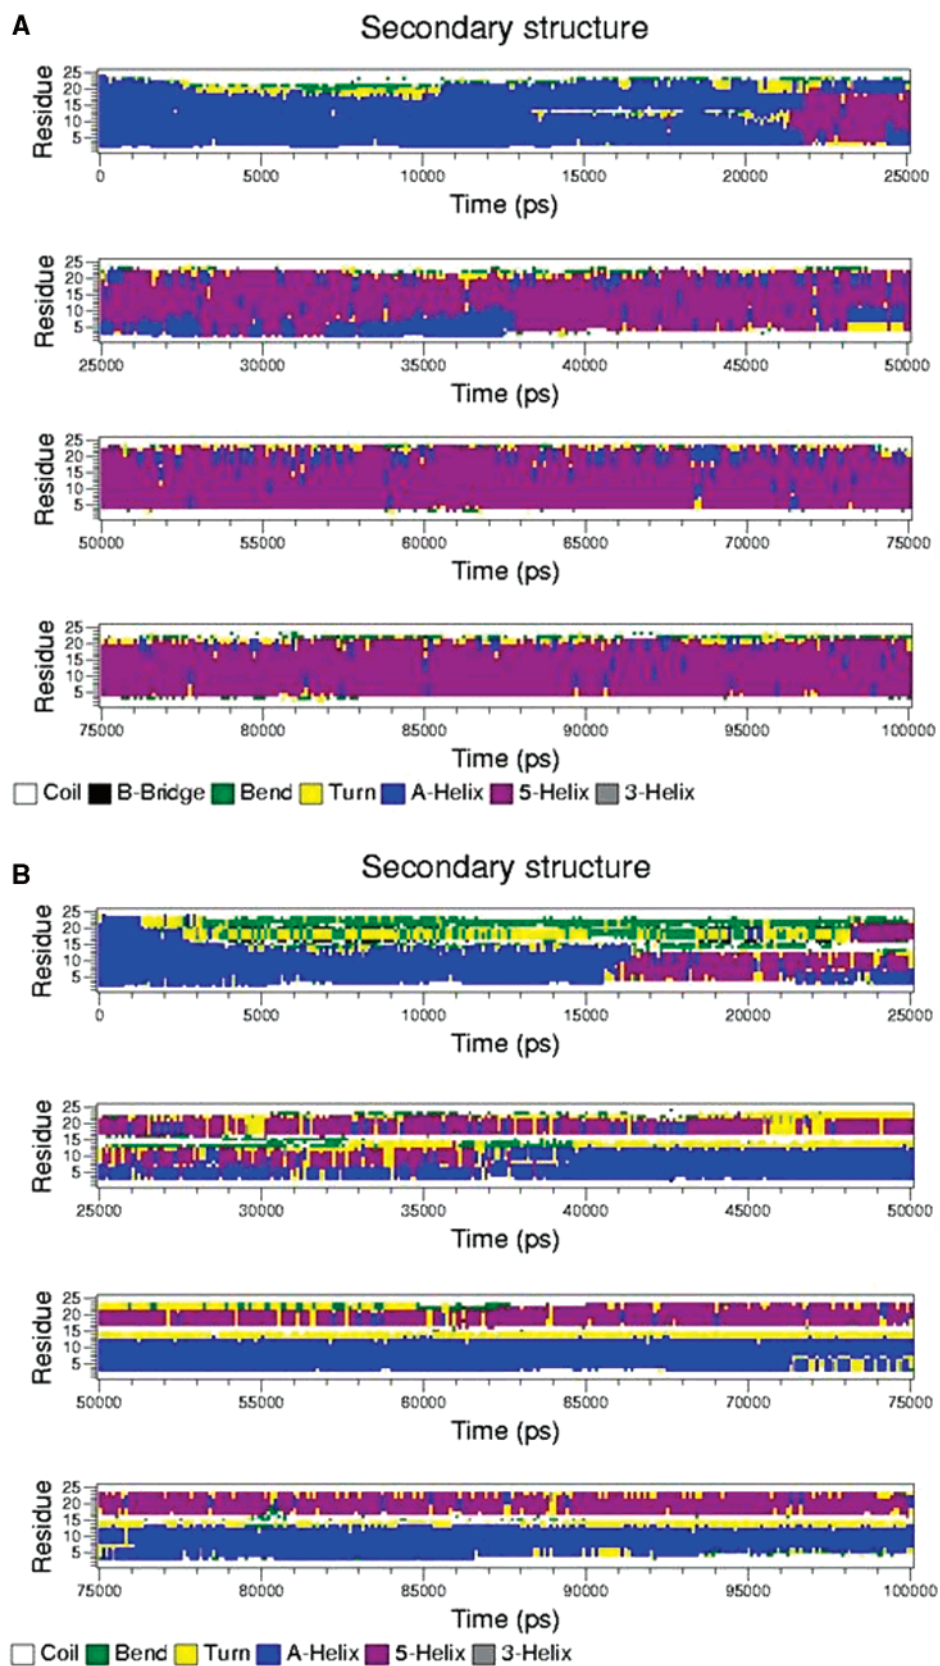 A
Secondary structure
Residue
25
20
15
10
5
0 5000 10000 15000 20000 25000
Time (ps)
Residue
25
20
15
10
5
25000 30000 35000 40000 45000 50000
Time (ps)
Residue
25
20
15
10
5
50000 55000 60000 65000 70000 75000
Time (ps)
Residue
25
20
15
10
5
75000 80000 85000 90000 95000 100000
Time (ps)
Coil B-Bridge Bend Turn A-Helix 5-Helix 3-Helix
B
Secondary structure
Residue
25
20
15
10
5
0 5000 10000 15000 20000 25000
Time (ps)
Residue
25
20
15
10
5
25000 30000 35000 40000 45000 50000
Time (ps)
Residue
25
20
15
10
5
50000 55000 60000 65000 70000 75000
Time (ps)
Residue
25
20
15
10
5
75000 80000 85000 90000 95000 100000
Time (ps)
Coil Bend Turn A-Helix 5-Helix 3-Helix